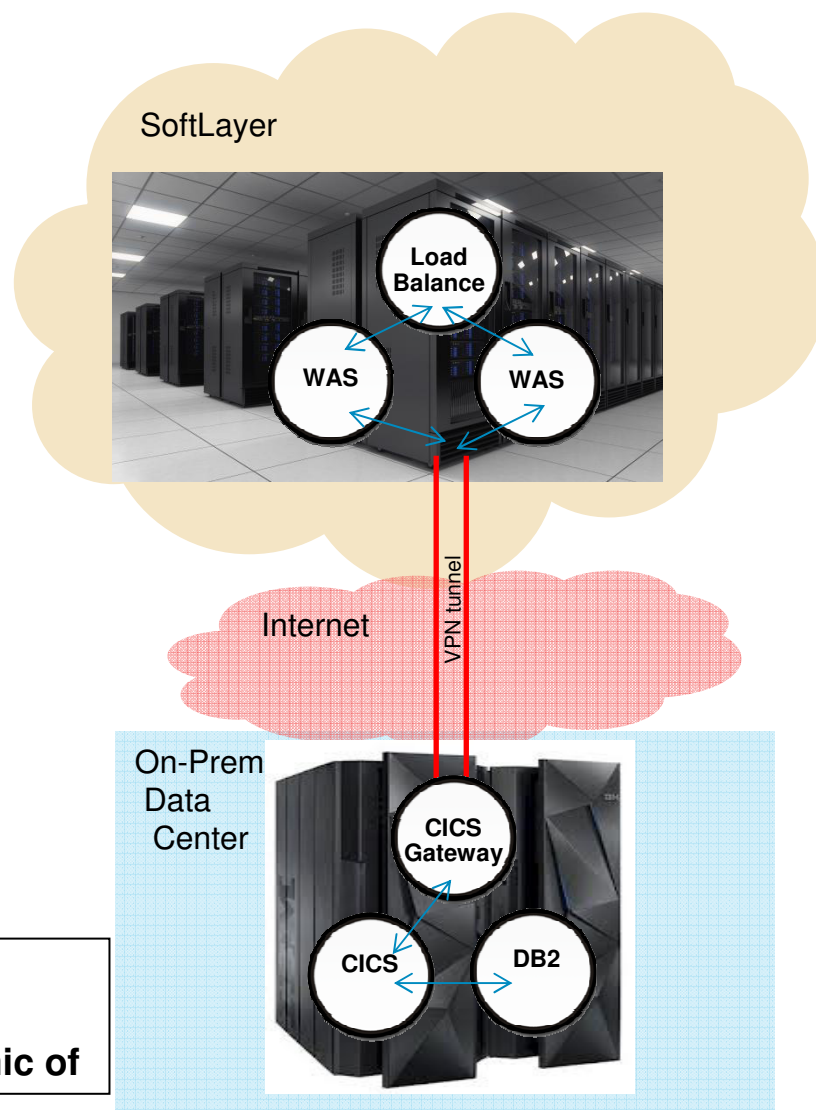 SoftLayer
Load
Balance
WAS
WAS
VPN tunnel
Internet
On-Prem
Data
Center
CICS
Gateway
CICS
DB2
ic of